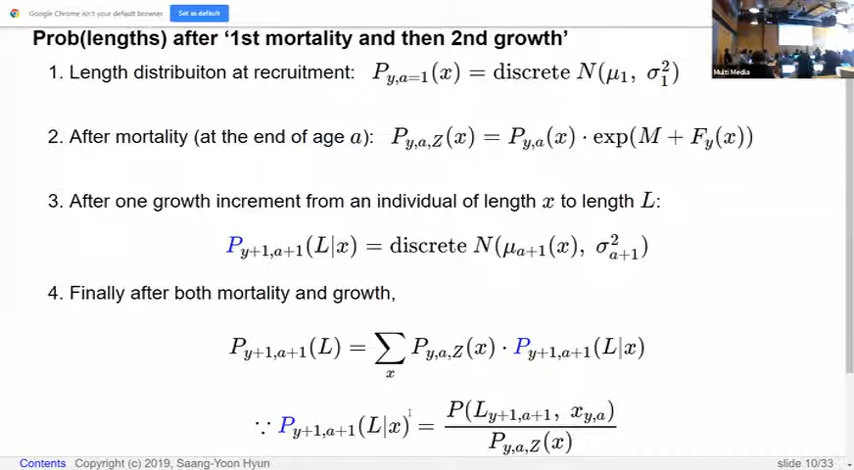 Google Chrome isn't your default browser Set as default
Prob(lengths) after ‘1st mortality and then 2nd growth’
1. Length distribuiton at recruitment: P_{y,a=1}(x) = discrete N(μ_1, σ_1^2)
2. After mortality (at the end of age a): P_{y,a,Z}(x) = P_{y,a}(x) · exp(M + F_y(x))
3. After one growth increment from an individual of length x to length L:
P_{y+1,a+1}(L|x) = discrete N(μ_{a+1}(x), σ_{a+1}^2)
4. Finally after both mortality and growth,
P_{y+1,a+1}(L) = ∑_x P_{y,a,Z}(x) · P_{y+1,a+1}(L|x)
∵ P_{y+1,a+1}(L|x) = P(L_{y+1,a+1}, x_{y,a}) / P_{y,a,Z}(x)
Multi Media
Contents Copyright (c) 2019, Saang-Yoon Hyun slide 10/33